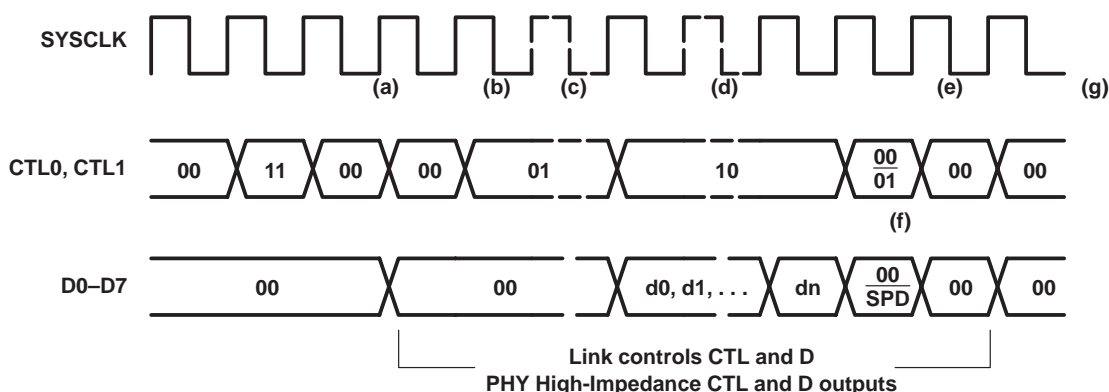 SYSCLK
(a) (b) (c) (d) (e) (g)
CTL0, CTL1 00 11 00 00 01 10 00 00 00
01
(f)
D0–D7 00 00 d0, d1, . . . dn 00 00 00
SPD
Link controls CTL and D
PHY High-Impedance CTL and D outputs